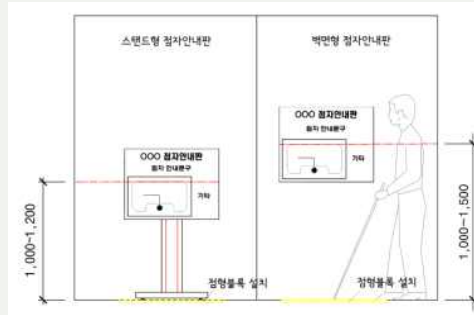 스탠드형 점자안내판
벽면형 점자안내판
OOO 점자안내판
점자 안내문구
기타
OOO 점자안내판
점자 안내문구
기타
1,000~1,200
1,000~1,500
점형블록 설치
점형블록 설치